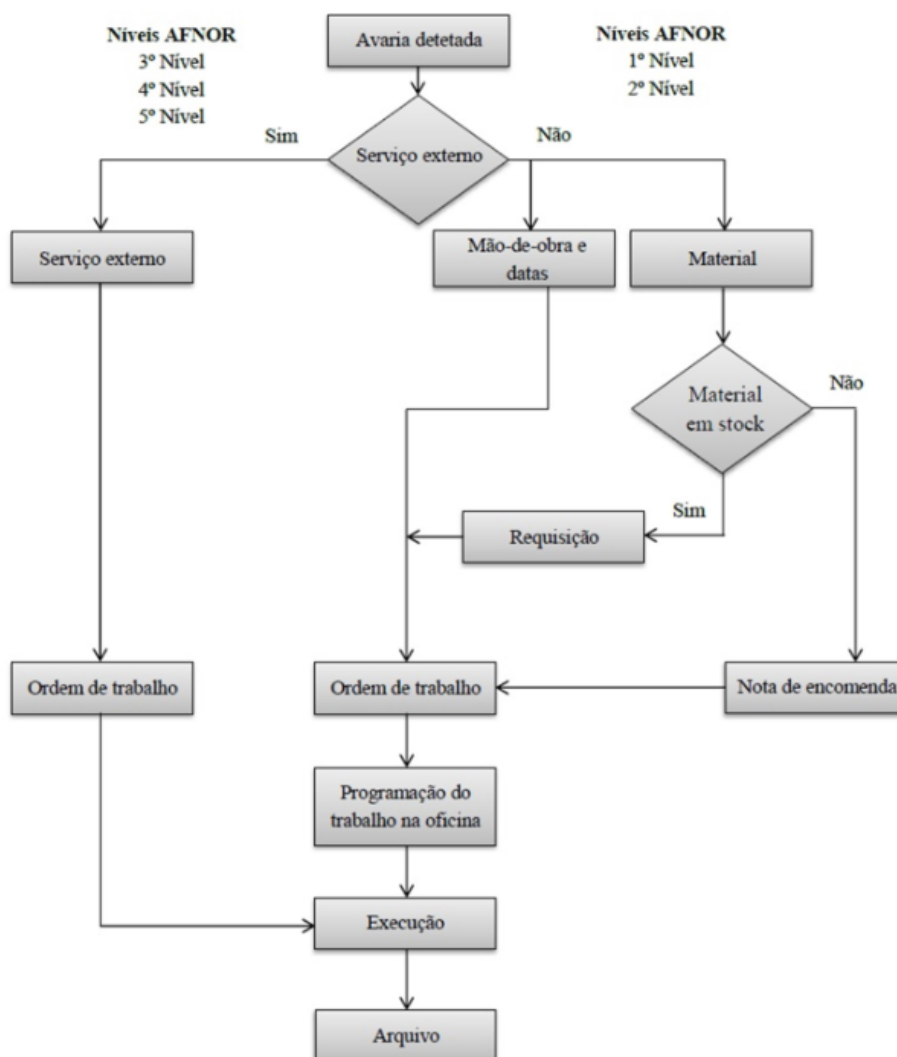 Níveis AFNOR
3º Nível
4º Nível
5º Nível
Avaria detetada
Níveis AFNOR
1º Nível
2º Nível
Sim
Serviço externo
Não
Serviço externo
Mão-de-obra e
datas
Material
Material
em stock
Não
Sim
Requisição
Ordem de trabalho
Ordem de trabalho
Nota de encomenda
Programação do
trabalho na oficina
Execução
Arquivo